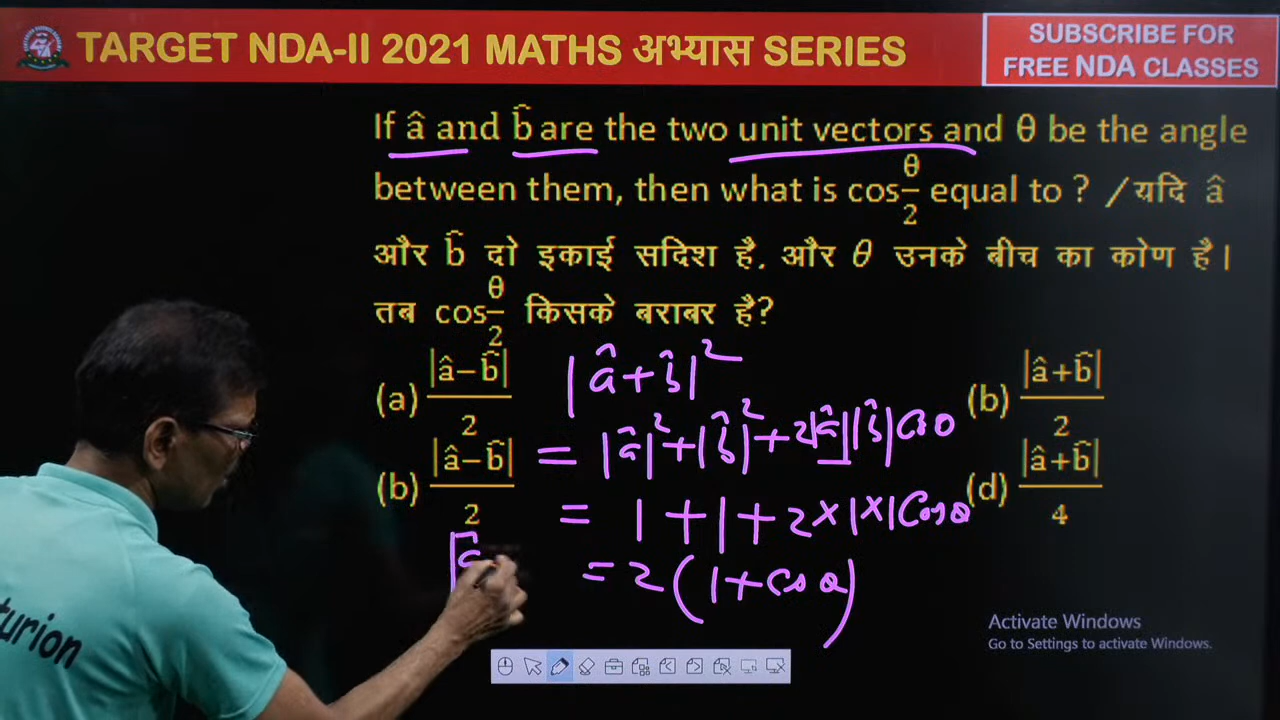 TARGET NDA-II 2021 MATHS अभ्यास SERIES
SUBSCRIBE FOR
FREE NDA CLASSES
If â and b̂ are the two unit vectors and θ be the angle
between them, then what is cos θ/2 equal to ? / यदि â
और b̂ दो इकाई सदिश है, और θ उनके बीच का कोण है।
तब cos θ/2 किसके बराबर है?
(a) |â−b̂|/2
(b) |â+b̂|/2
(b) |â−b̂|/2
(d) |â+b̂|/4
|â+b̂|²
= |â|²+|b̂|²+2|â||b̂|cosθ
= 1+1+2×1×1Cosθ
= 2(1+cosθ)
turion
Activate Windows
Go to Settings to activate Windows.